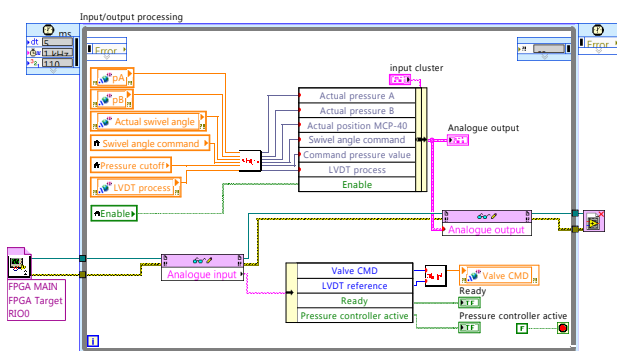 Input/output processing
ms
dt 5
1 kHz
110
Error
Error
input cluster
pA
pB
Actual swivel angle
Swivel angle command
Pressure cutoff
LVDT process
Enable
Actual pressure A
Actual pressure B
Actual position MCP-40
Swivel angle command
Command pressure value
LVDT process
Enable
Analogue output
Analogue output
Analogue input
FPGA MAIN
FPGA Target
RIO0
Valve CMD
LVDT reference
Ready
Pressure controller active
Valve CMD
Ready
TF
Pressure controller active
TF
F
i